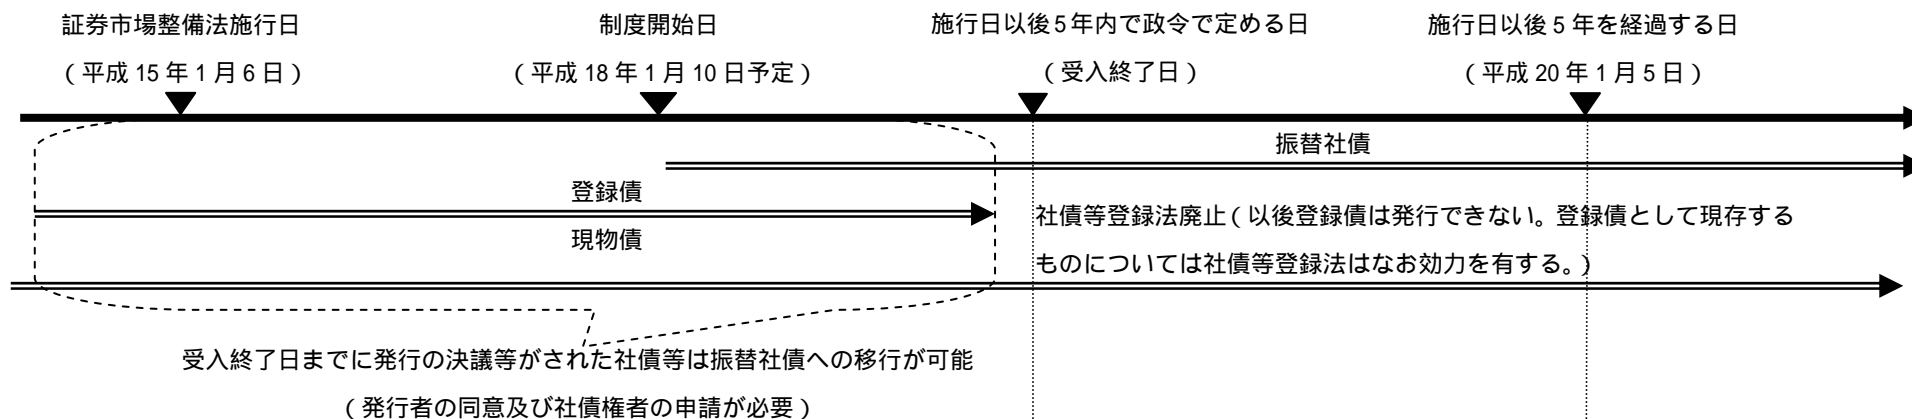 証券市場整備法施行日
制度開始日
施行日以後5年内で政令で定める日
施行日以後5年を経過する日
(平成15年1月6日)
(平成18年1月10日予定)
(受入終了日)
(平成20年1月5日)
振替社債
登録債
社債等登録法廃止(以後登録債は発行できない。登録債として現存する
現物債
ものについては社債等登録法はなお効力を有する。)
受入終了日までに発行の決議等がされた社債等は振替社債への移行が可能
(発行者の同意及び社債権者の申請が必要)